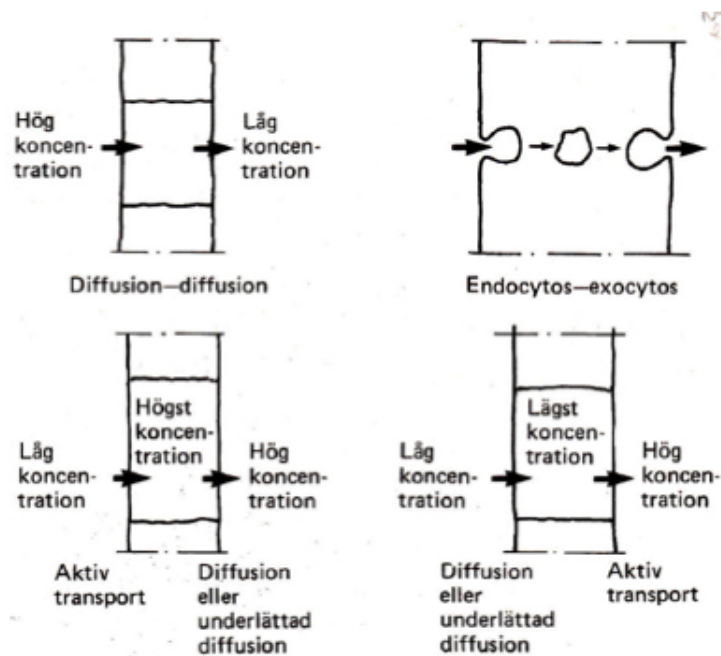 Hög
koncen-
tration
Låg
koncen-
tration
Diffusion—diffusion
Endocytos—exocytos
Låg
koncen-
tration
Högst
koncen-
tration
Hög
koncen-
tration
Aktiv
transport
Diffusion
eller
underlättad
diffusion
Låg
koncen-
tration
Lägst
koncen-
tration
Hög
koncen-
tration
Diffusion
eller
underlättad
diffusion
Aktiv
transport